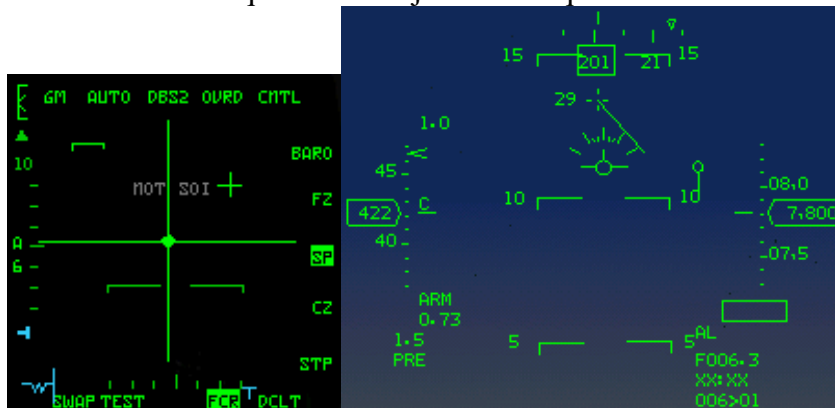 GM AUTO DBS2 OVRD CNTL
10
BARO
NOT SOI
FZ
A
6
SP
CZ
STP
SWAP TEST FCR DCLT
15 201 21 15
29
1.0
45
C
422
40
10 10
08,0
7,800
07,5
ARM
0.73
1.5
PRE
5 5
AL
F006.3
XX:XX
006>01